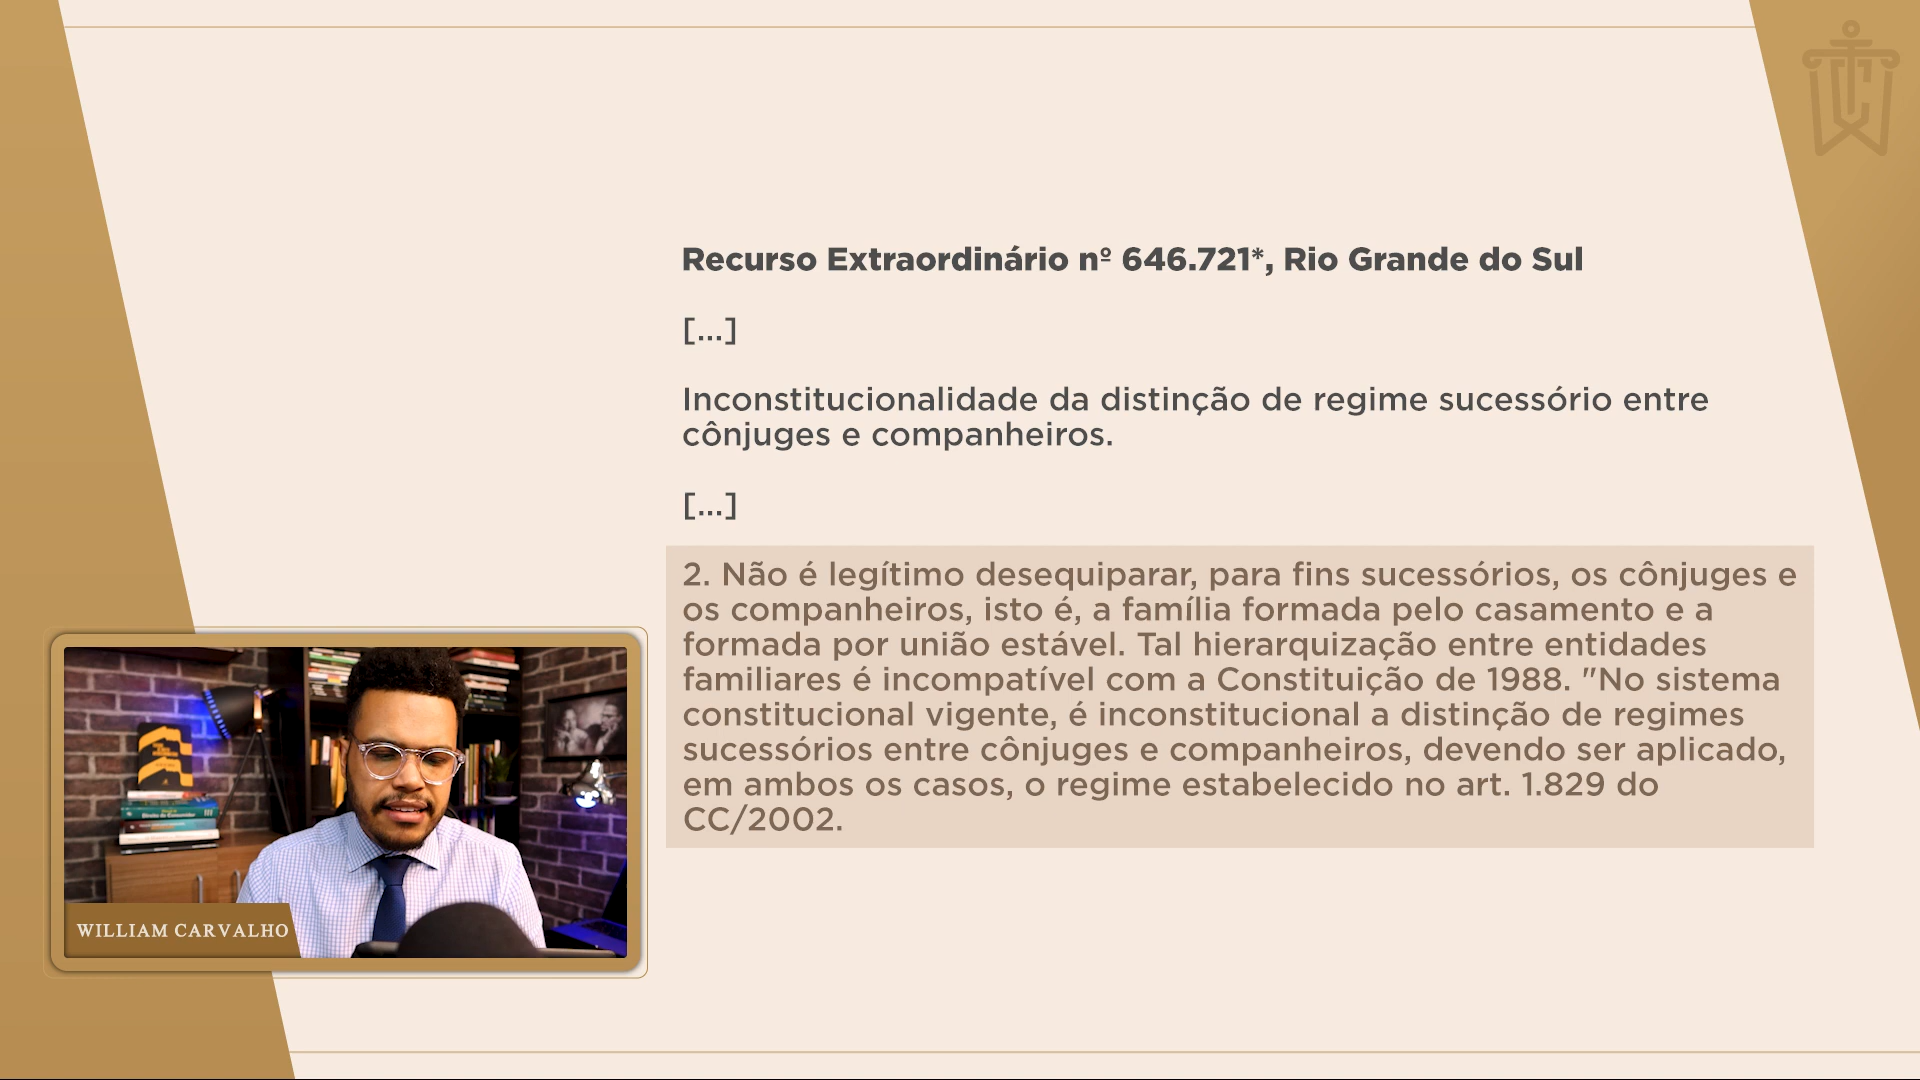 Recurso Extraordinário nº 646.721*, Rio Grande do Sul
[...]
Inconstitucionalidade da distinção de regime sucessório entre
cônjuges e companheiros.
[...]
2. Não é legítimo desequiparar, para fins sucessórios, os cônjuges e
os companheiros, isto é, a família formada pelo casamento e a
formada por união estável. Tal hierarquização entre entidades
familiares é incompatível com a Constituição de 1988. "No sistema
constitucional vigente, é inconstitucional a distinção de regimes
sucessórios entre cônjuges e companheiros, devendo ser aplicado,
em ambos os casos, o regime estabelecido no art. 1.829 do
CC/2002.
WILLIAM CARVALHO